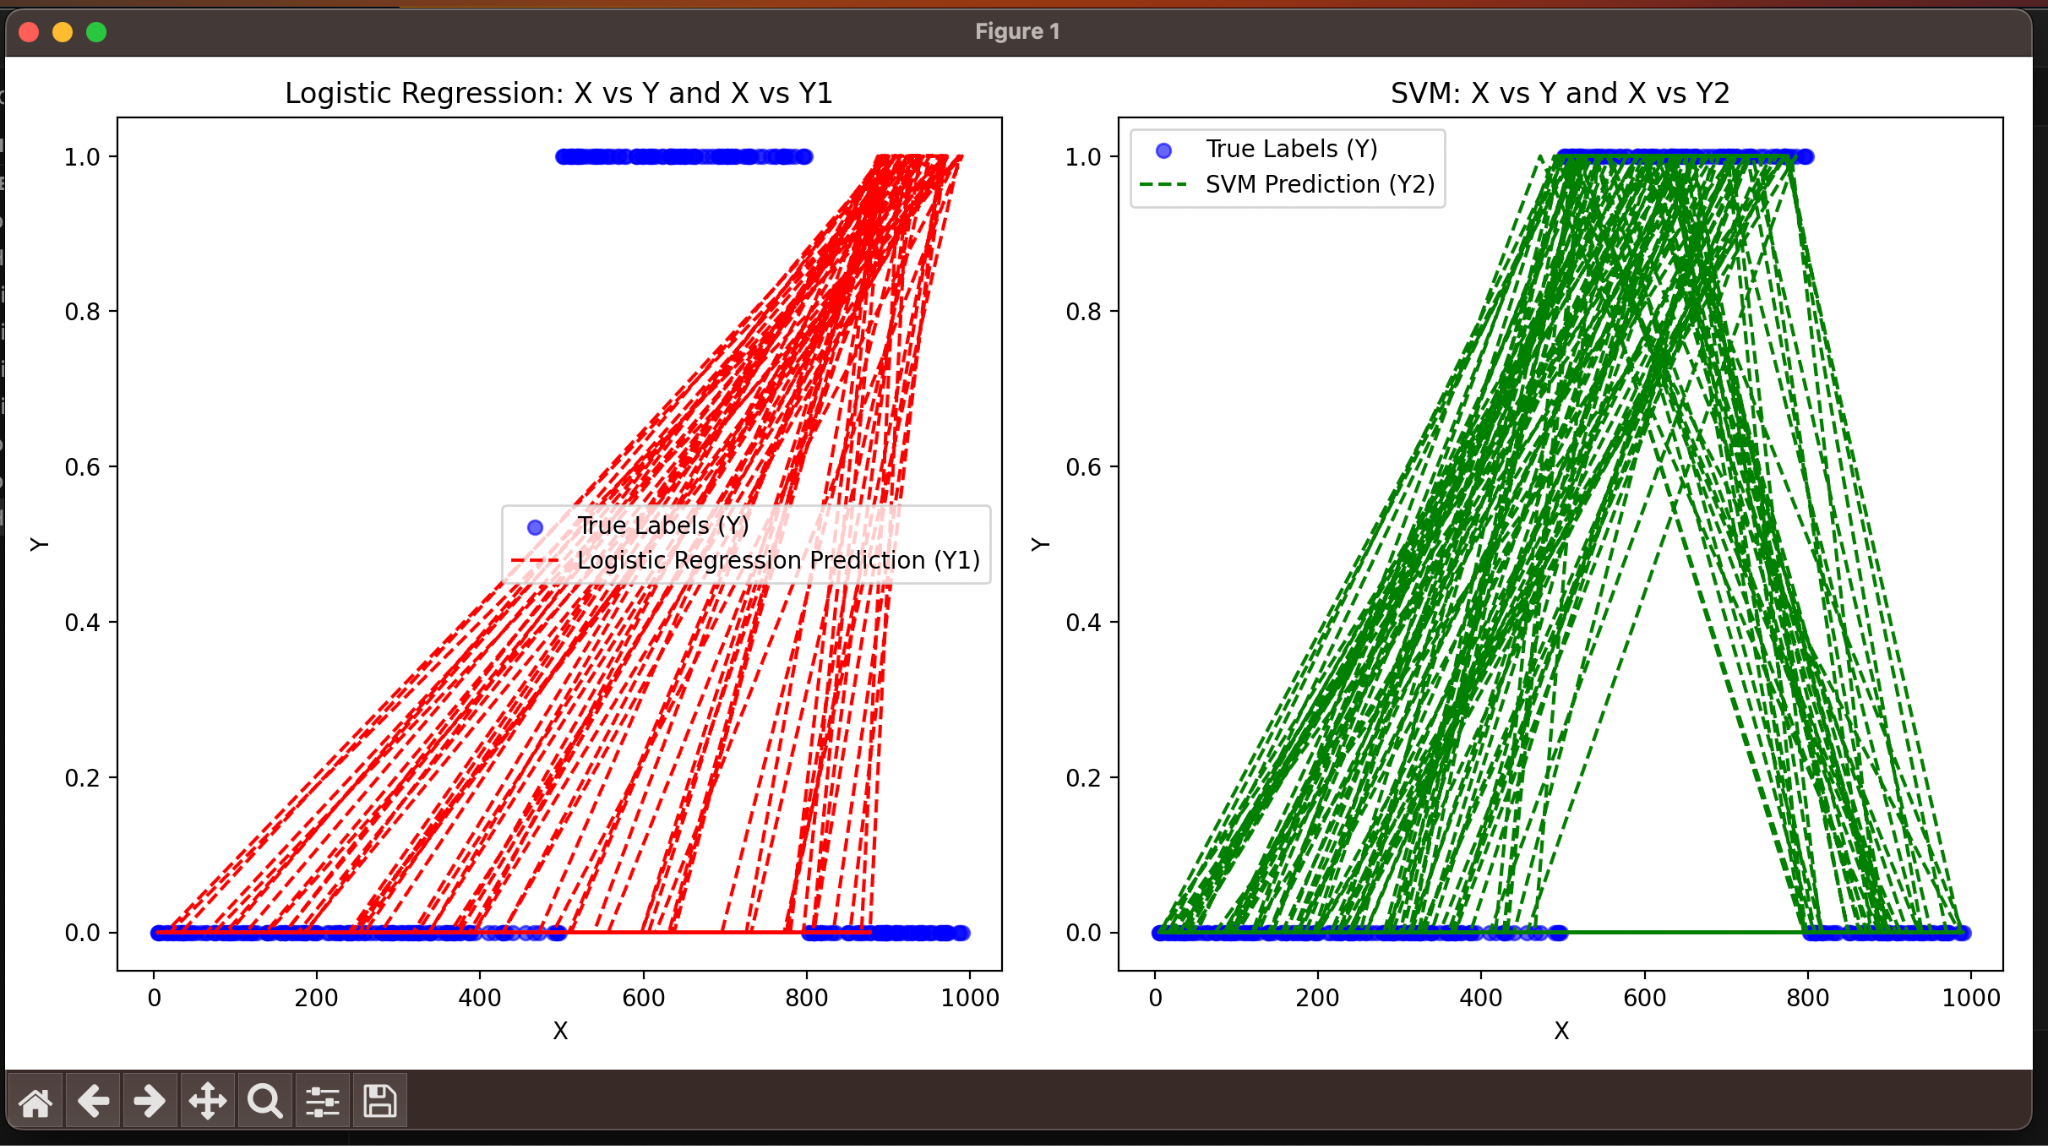 Figure 1
Logistic Regression: X vs Y and X vs Y1
1.0
0.8
0.6
0.4
0.2
0.0
Y
True Labels (Y)
Logistic Regression Prediction (Y1)
0 200 400 600 800 1000
X
SVM: X vs Y and X vs Y2
True Labels (Y)
SVM Prediction (Y2)
1.0
0.8
0.6
0.4
0.2
0.0
Y
0 200 400 600 800 1000
X